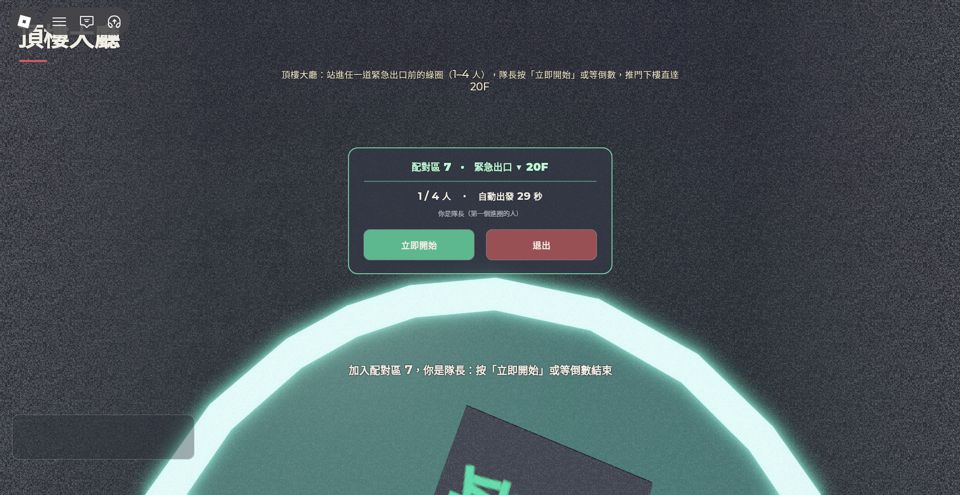 頂樓大廳
頂樓大廳：站進任一道緊急出口前的綠圈（1–4 人），隊長按「立即開始」或等倒數，推門下樓直達
20F
配對區 7 • 緊急出口 ▼ 20F
1 / 4 人 • 自動出發 29 秒
你是隊長（第一個進圈的人）
立即開始
退出
加入配對區 7，你是隊長：按「立即開始」或等倒數結束